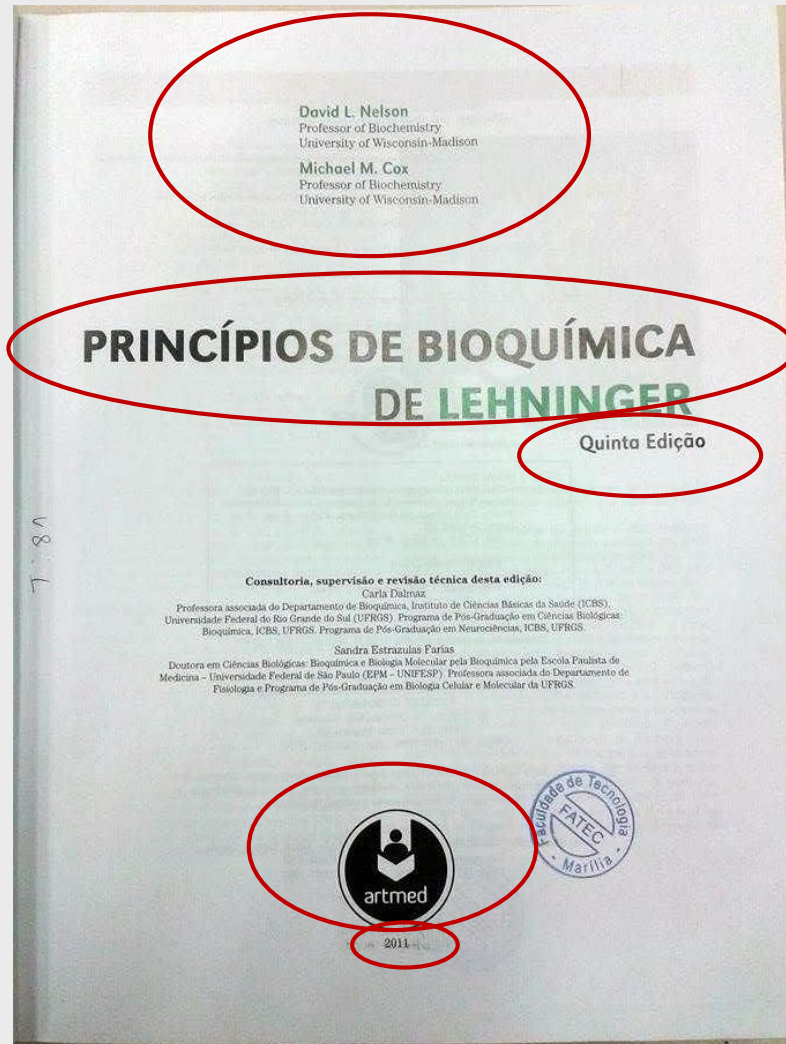 David L. Nelson
Professor of Biochemistry
University of Wisconsin-Madison
Michael M. Cox
Professor of Biochemistry
University of Wisconsin-Madison
PRINCÍPIOS DE BIOQUÍMICA
DE LEHNINGER
Quinta Edição
Consultoria, supervisão e revisão técnica desta edição:
Carla Dalmaz
Professora associada do Departamento de Bioquímica, Instituto de Ciências Básicas da Saúde (ICBS),
Universidade Federal do Rio Grande do Sul (UFRGS). Programa de Pós-Graduação em Ciências Biológicas:
Bioquímica, ICBS, UFRGS. Programa de Pós-Graduação em Neurociências, ICBS, UFRGS.
Sandra Estrazulas Farias
Doutora em Ciências Biológicas: Bioquímica e Biologia Molecular pela Bioquímica pela Escola Paulista de
Medicina – Universidade Federal de São Paulo (EPM – UNIFESP). Professora associada do Departamento de
Fisiologia e Programa de Pós-Graduação em Biologia Celular e Molecular da UFRGS.
Faculdade de Tecnologia
FATEC
Marília
artmed
2011